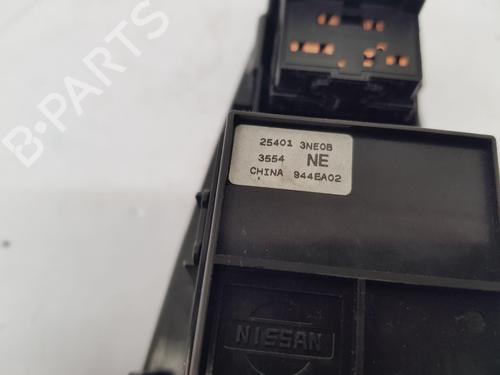 25401 3NE0B
3554 NE
CHINA 944EA02
NISSAN
B-PARTS